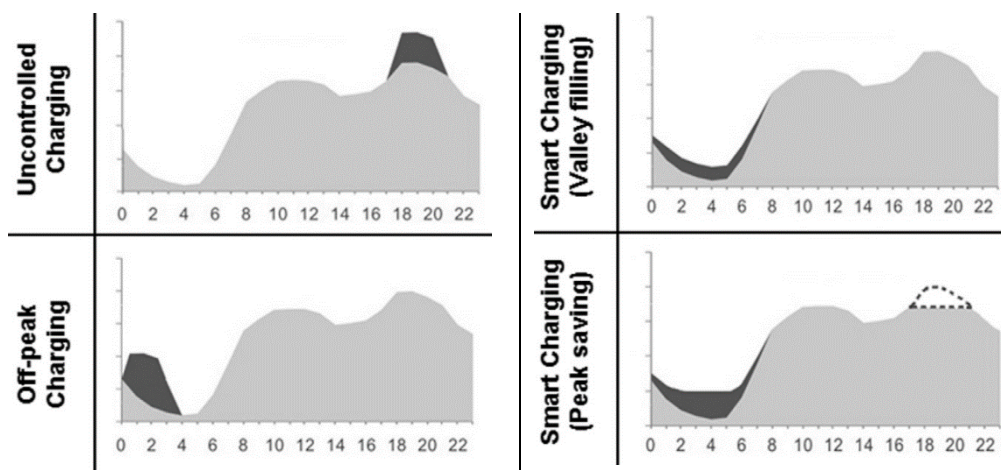 Uncontrolled
Charging
0 2 4 6 8 10 12 14 16 18 20 22
Smart Charging
(Valley filling)
0 2 4 6 8 10 12 14 16 18 20 22
Off-peak
Charging
0 2 4 6 8 10 12 14 16 18 20 22
Smart Charging
(Peak saving)
0 2 4 6 8 10 12 14 16 18 20 22